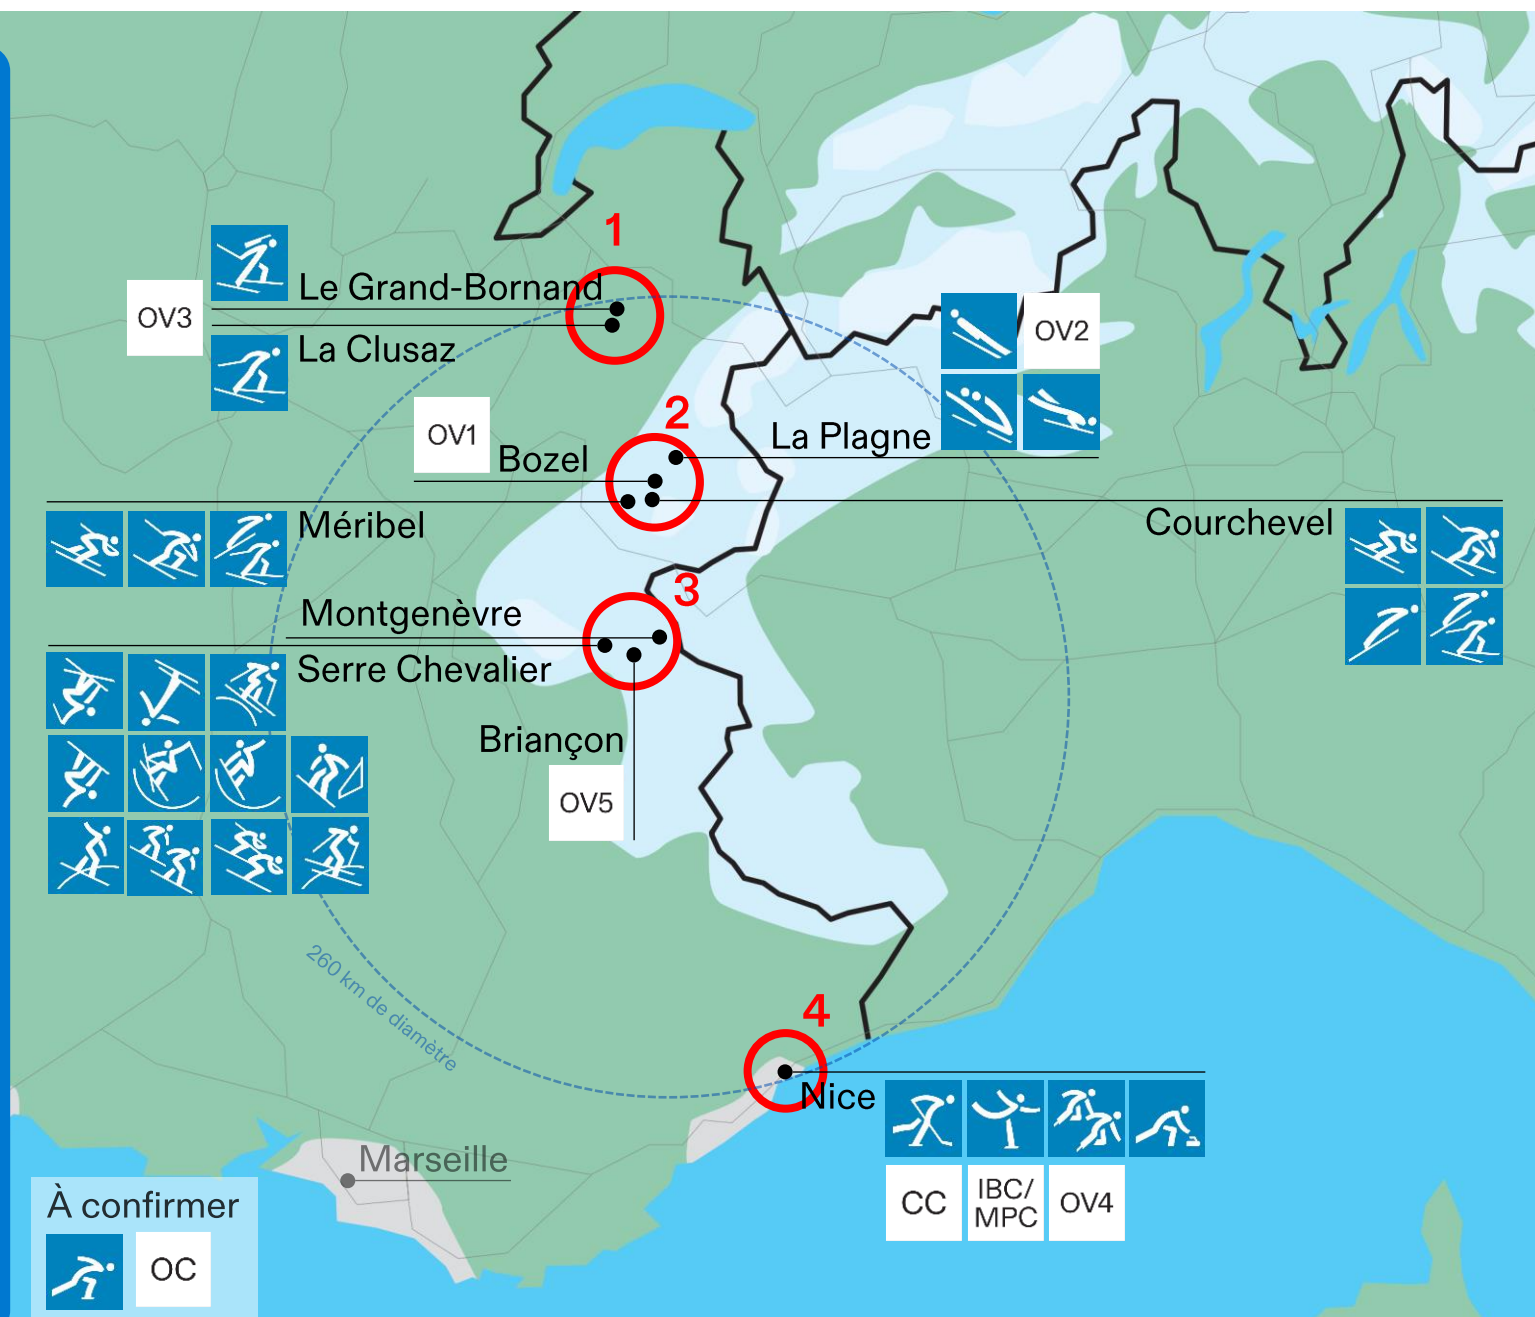 1
Le Grand-Bornand
OV3
La Clusaz
OV2
2
OV1
La Plagne
Bozel
Méribel
Courchevel
3
Montgenèvre
Serre Chevalier
Briançon
OV5
260 km de diamètre
4
Nice
Marseille
CC
IBC/
MPC
OV4
À confirmer
OC